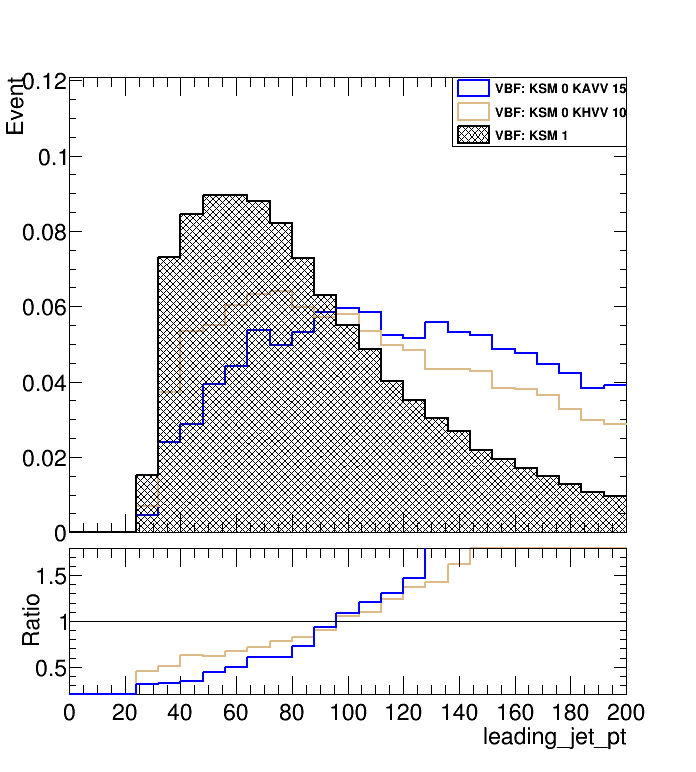 Event
0.12
0.1
0.08
0.06
0.04
0.02
0
VBF: KSM 0 KAVV 15
VBF: KSM 0 KHVV 10
VBF: KSM 1
Ratio
1.5
1
0.5
0 20 40 60 80 100 120 140 160 180 200
leading_jet_pt